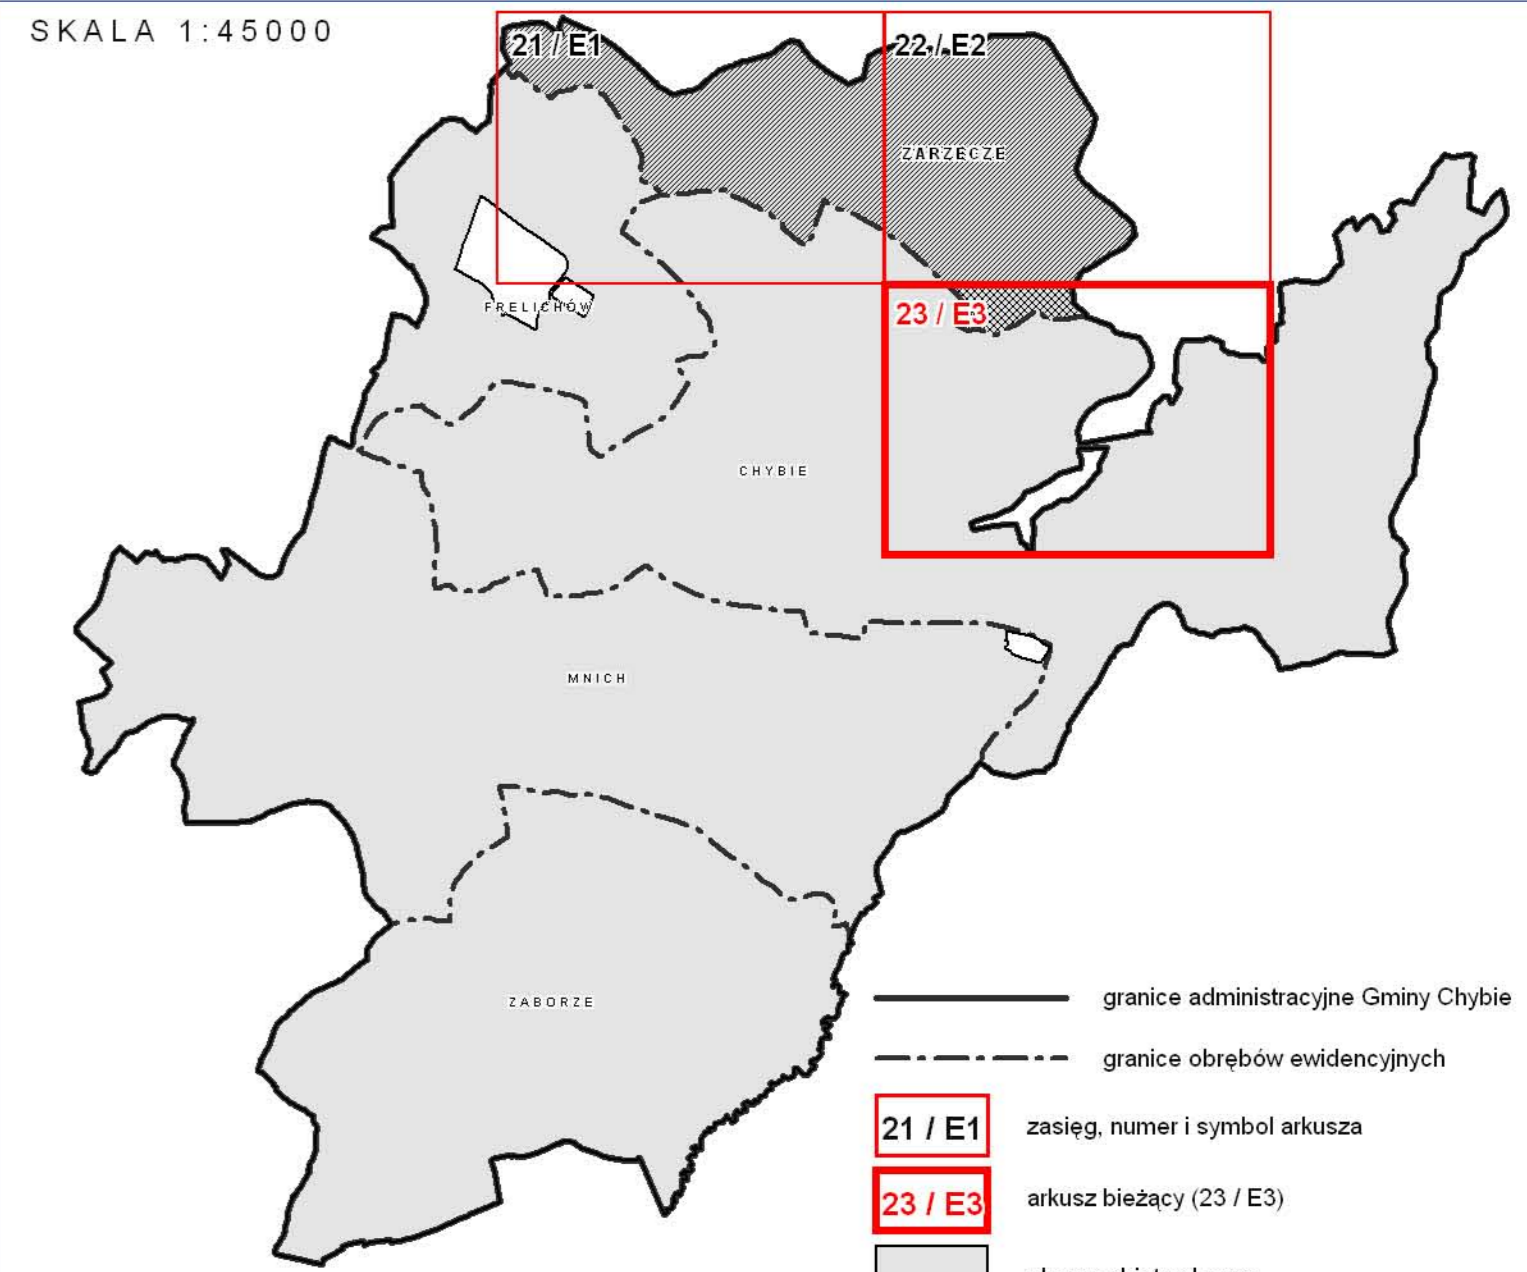 SKALA 1:45000
21 / E1
22 / E2
ZARZECZE
FRELICHÓW
23 / E3
CHYBIE
MNICH
ZABORZE
granice administracyjne Gminy Chybie
granice obrębów ewidencyjnych
21 / E1 zasięg, numer i symbol arkusza
23 / E3 arkusz bieżący (23 / E3)